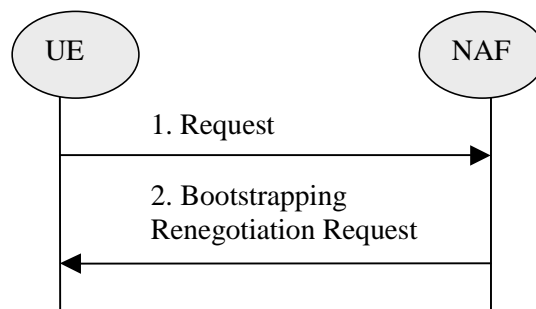 UE
NAF
1. Request
2. Bootstrapping
Renegotiation Request